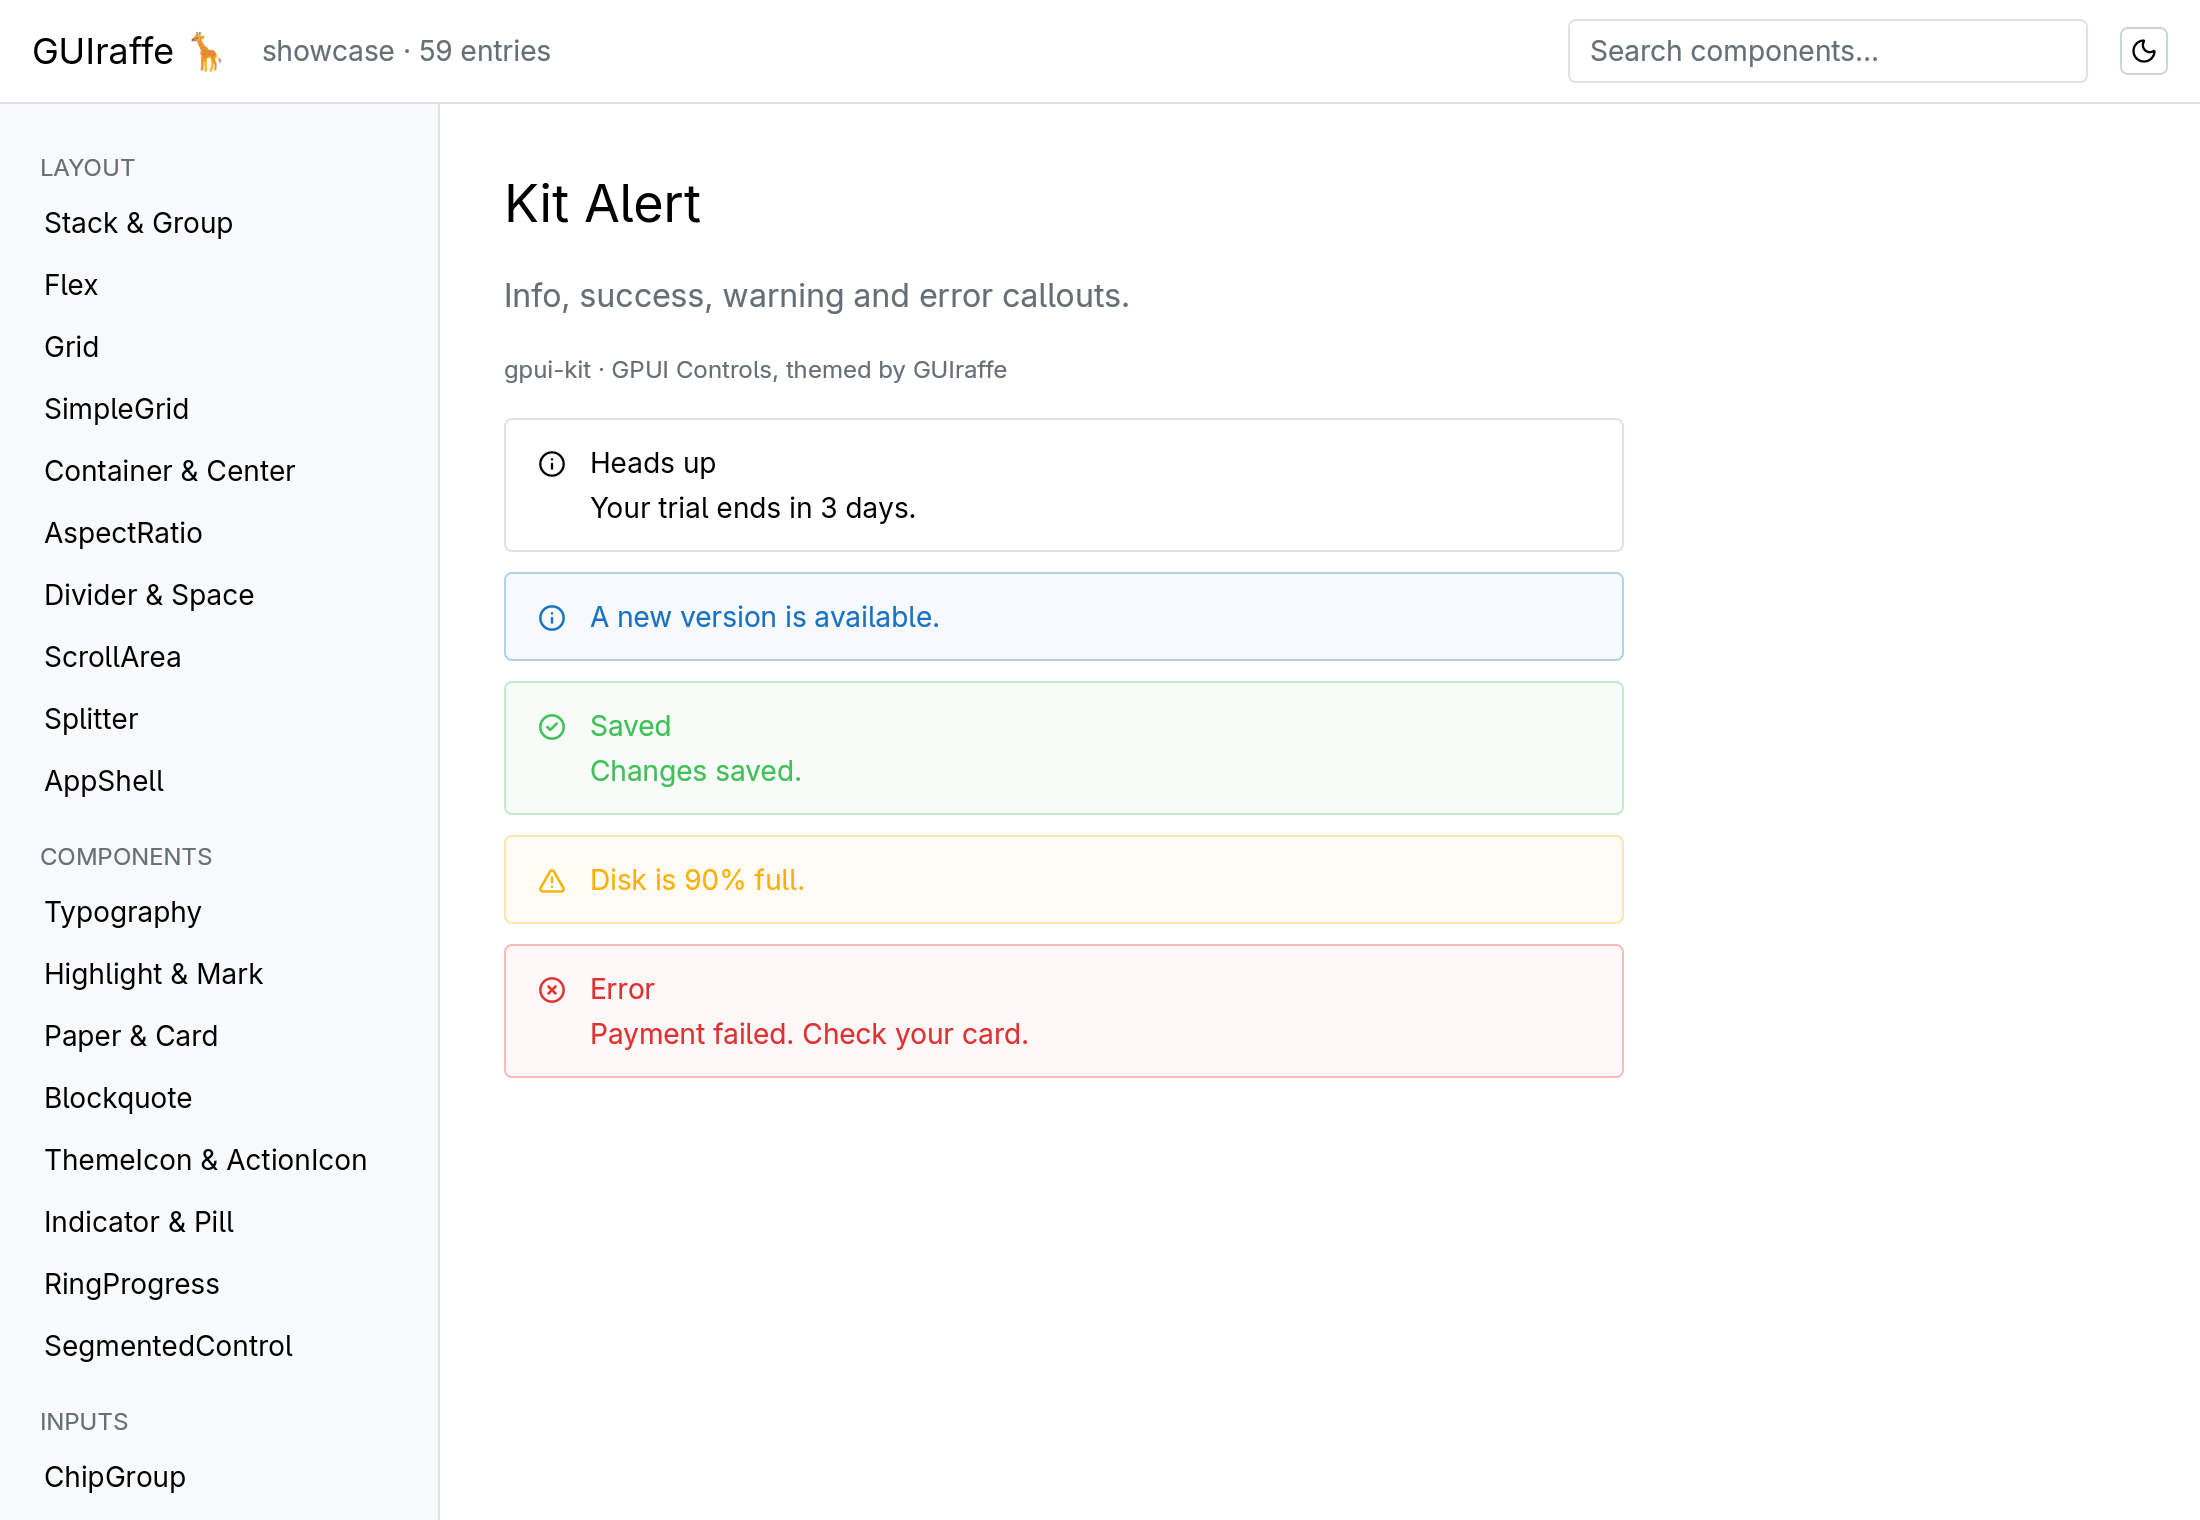 GUIraffe 🦒 showcase · 59 entries
Search components...
LAYOUT
Stack & Group
Flex
Grid
SimpleGrid
Container & Center
AspectRatio
Divider & Space
ScrollArea
Splitter
AppShell
COMPONENTS
Typography
Highlight & Mark
Paper & Card
Blockquote
ThemeIcon & ActionIcon
Indicator & Pill
RingProgress
SegmentedControl
INPUTS
ChipGroup
Kit Alert
Info, success, warning and error callouts.
gpui-kit · GPUI Controls, themed by GUIraffe
Heads up
Your trial ends in 3 days.
A new version is available.
Saved
Changes saved.
Disk is 90% full.
Error
Payment failed. Check your card.